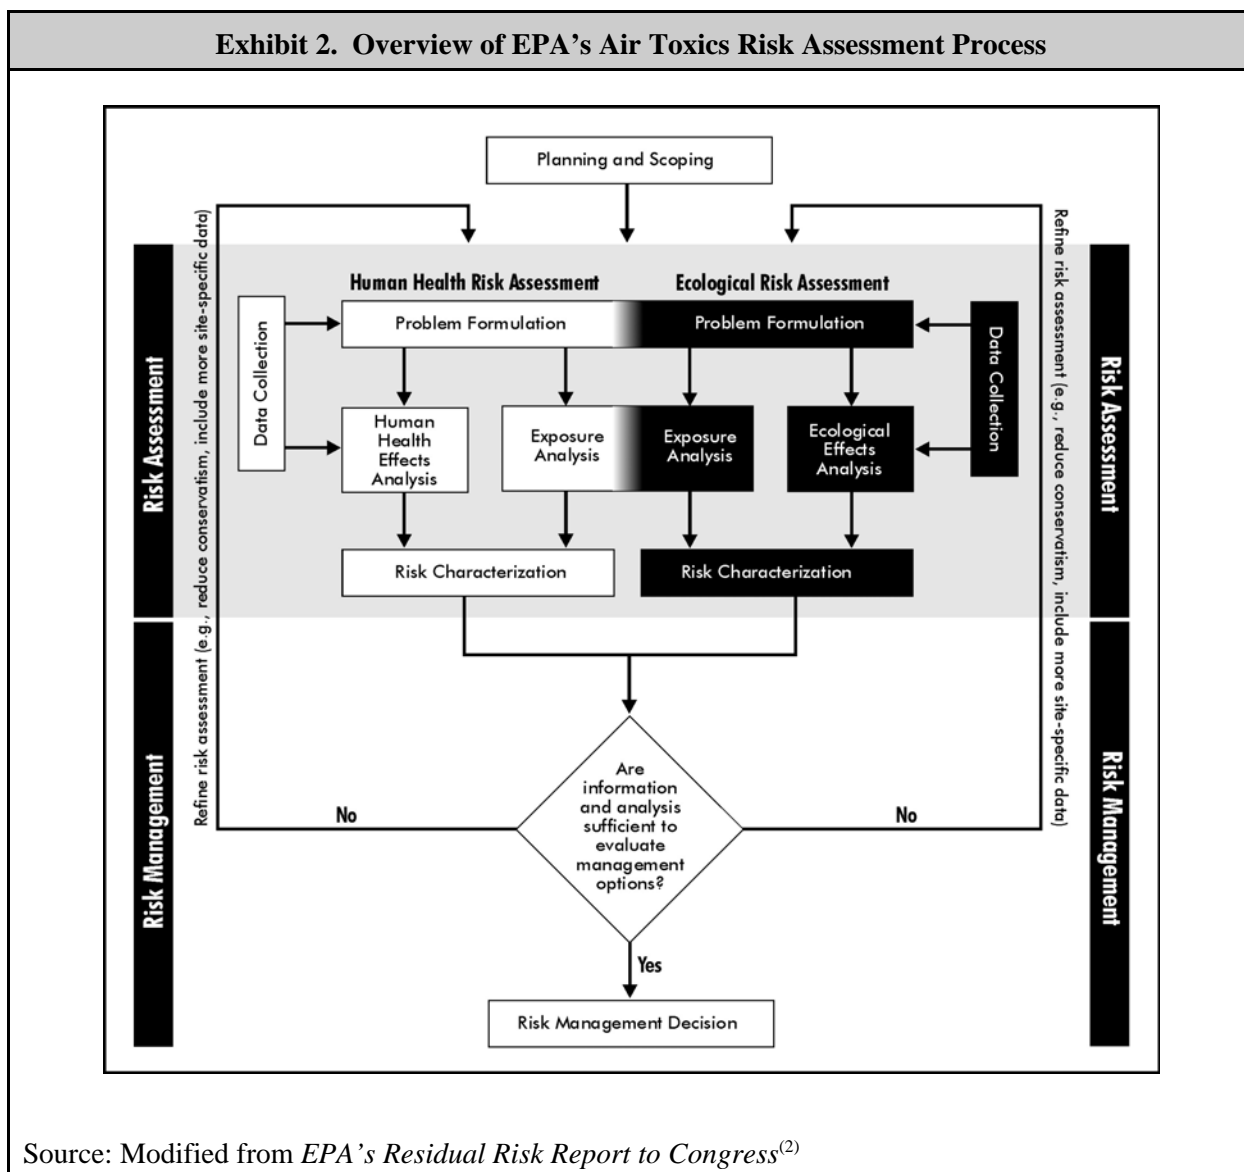 Exhibit 2.  Overview of EPA's Air Toxics Risk Assessment Process
Planning and Scoping
Refine risk assessment (e.g., reduce conservatism, include more site-specific data)
Refine risk assessment (e.g., reduce conservatism, include more site-specific data)
Risk Assessment
Risk Assessment
Human Health Risk Assessment
Ecological Risk Assessment
Data Collection
Problem Formulation
Problem Formulation
Data Collection
Human
Health
Effects
Analysis
Exposure
Analysis
Exposure
Analysis
Ecological
Effects
Analysis
Risk Characterization
Risk Characterization
Risk Management
Risk Management
Are
information
and analysis
sufficient to
evaluate
management
options?
No
No
Yes
Risk Management Decision
Source: Modified from EPA's Residual Risk Report to Congress(2)